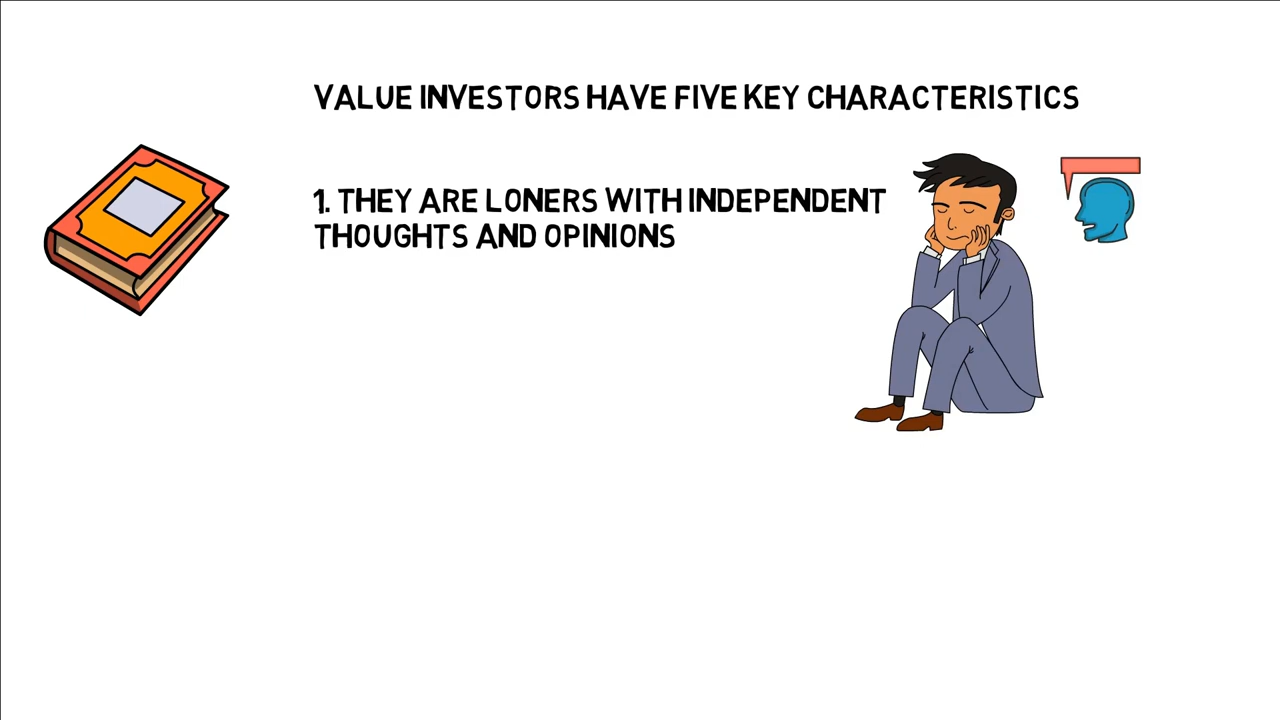 VALUE INVESTORS HAVE FIVE KEY CHARACTERISTICS
1. THEY ARE LONERS WITH INDEPENDENT
THOUGHTS AND OPINIONS